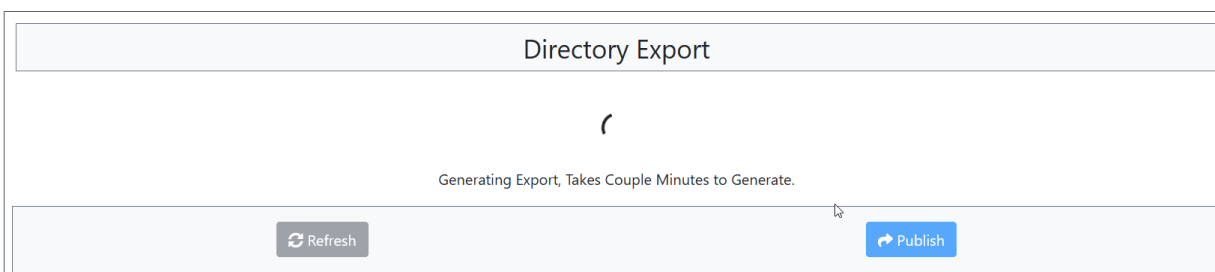 Directory Export
Generating Export, Takes Couple Minutes to Generate.
Refresh
Publish